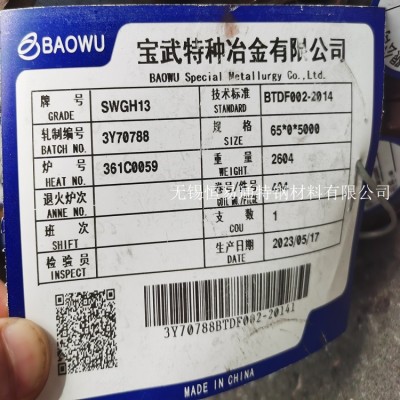 BAOWU
宝武特种冶金有限公司
BAOWU Special Metallurgy Co.,Ltd.
牌号 GRADE SWGH13 技术标准 STANDARD BTDF002-2014
轧制编号 BATCH NO. 3Y70788 规格 SIZE 65*0*5000
炉号 HEAT NO. 361C0059 重量 WEIGHT 2604
退火炉次 ANNE NO.
班次 SHIFT 支数 COU 1
检验员 INSPECT 生产日期 DATE 2023/05/17
3Y70788BTDF002-20141
MADE IN CHINA